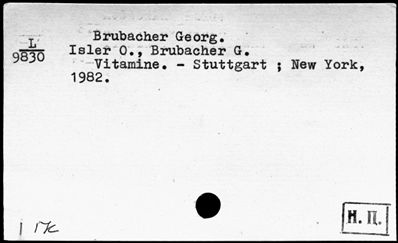 Brubacher Georg.
L
9830
Isler O., Brubacher G.
Vitamine. - Stuttgart ; New York,
1982.
Н. П.